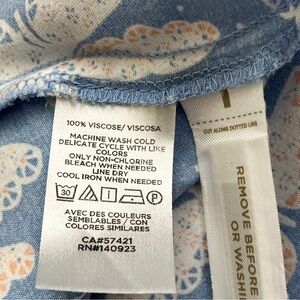 100% VISCOSE/ VISCOSA
MACHINE WASH COLD
DELICATE CYCLE WITH LIKE
COLORS
ONLY NON-CHLORINE
BLEACH WHEN NEEDED
LINE DRY
COOL IRON WHEN NEEDED
30
P
AVEC DES COULEURS
SEMBLABLES / CON
COLORES SIMILARES
CA#57421
RN#140923
CUT ALONG DOTTED LINE
REMOVE BEFORE
OR WASHI